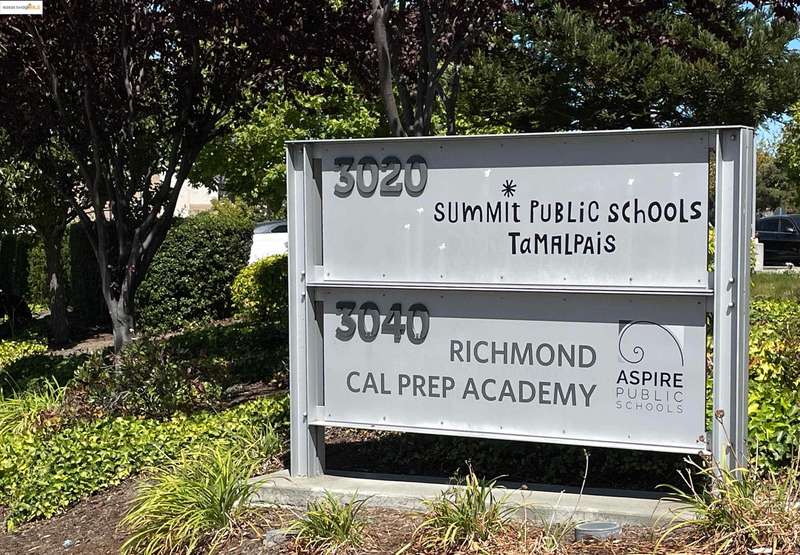 3020
SUMMIT PUBLIC SCHOOLS
TAMALPAIS
3040
RICHMOND
CAL PREP ACADEMY
ASPIRE
PUBLIC
SCHOOLS